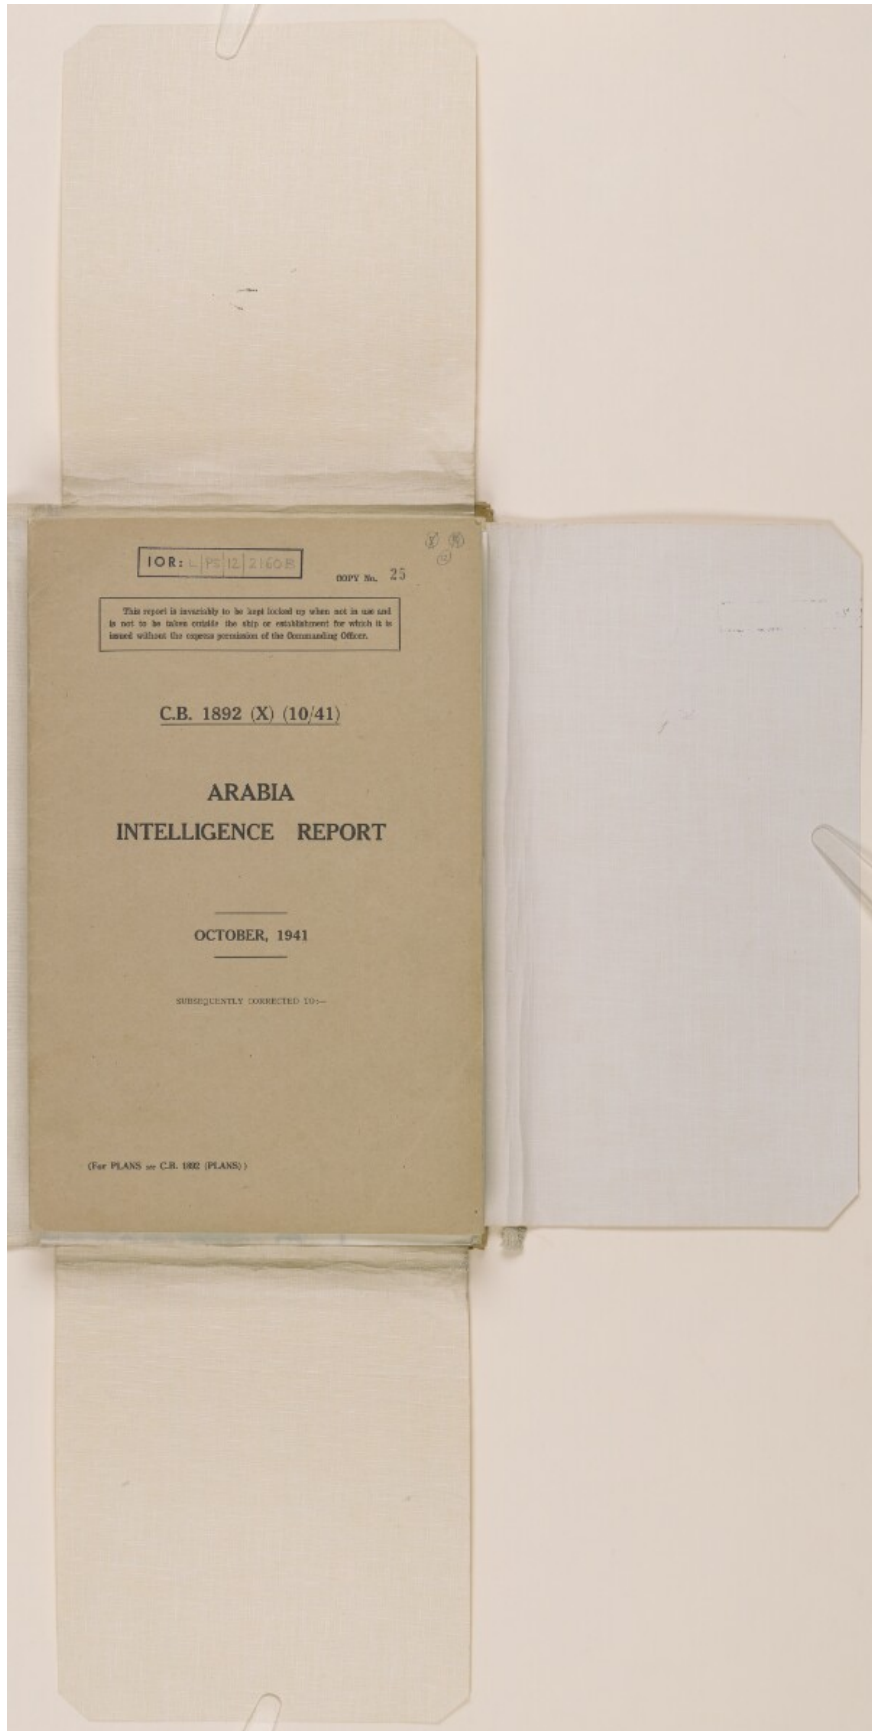 IOR: L/PS/12/2160B
COPY No. 25
This report is invariably to be kept locked up when not in use and
is not to be taken outside the ship or establishment for which it is
issued without the express permission of the Commanding Officer.
C.B. 1892 (X) (10/41)
ARABIA
INTELLIGENCE REPORT
OCTOBER, 1941
SUBSEQUENTLY CORRECTED TO:—
(For PLANS see C.B. 1892 (PLANS))